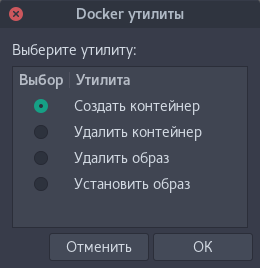 Docker утилиты
Выберите утилиту:
Выбор Утилита
Создать контейнер
Удалить контейнер
Удалить образ
Установить образ
Отменить OK